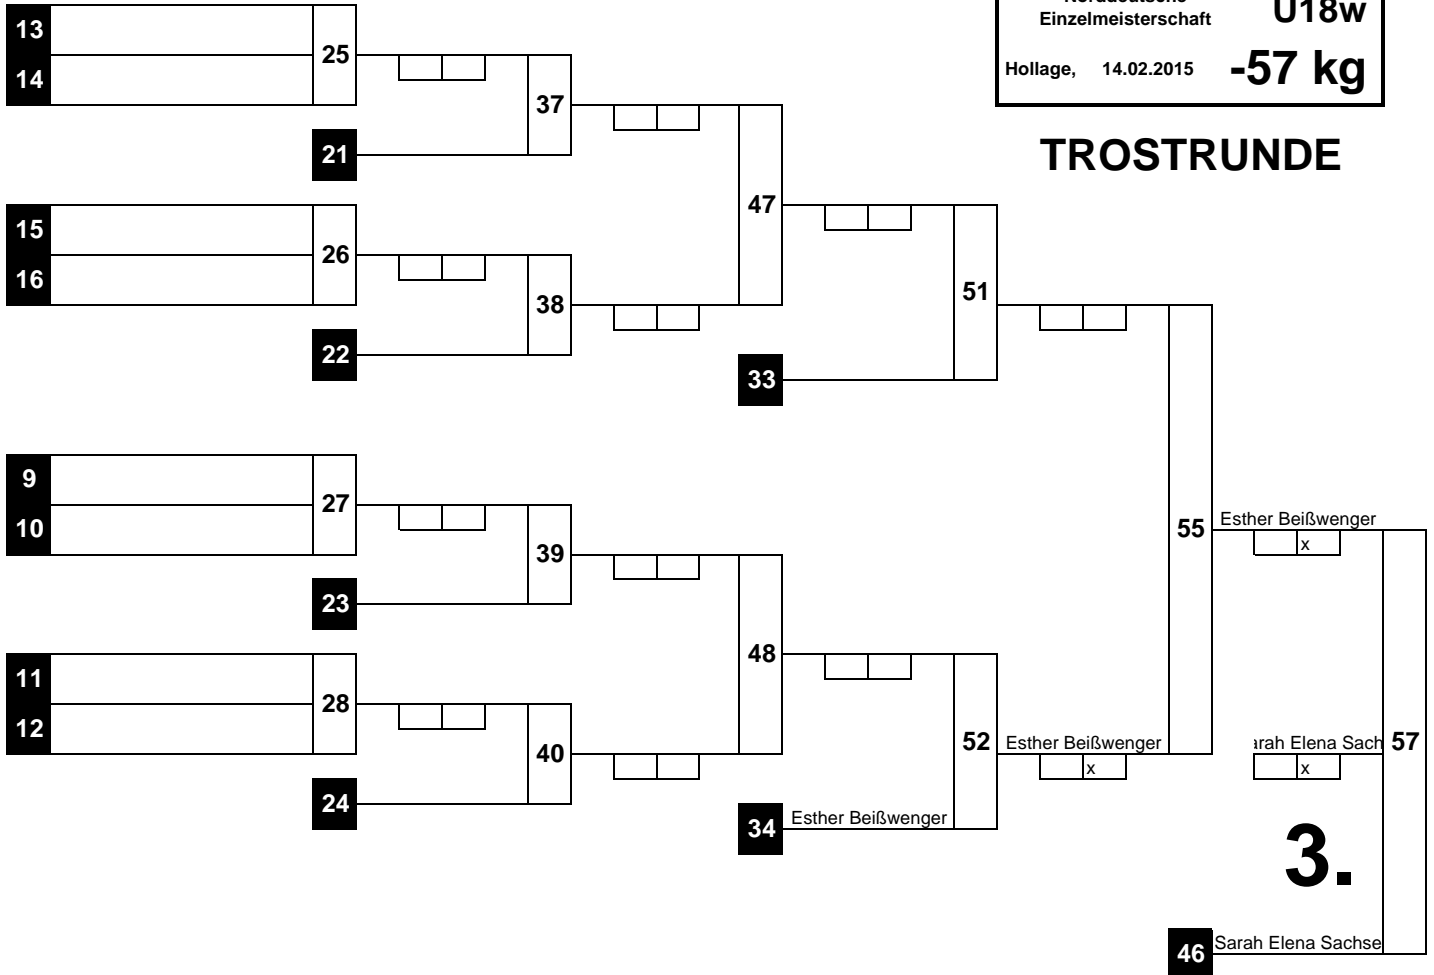 Norddeutsche
Einzelmeisterschaft
U18w
Hollage, 14.02.2015 -57 kg
TROSTRUNDE
13
14
25
37
21
47
15
16
26
38
22
51
33
9
10
27
39
23
55
Esther Beißwenger
x
48
11
12
28
40
24
52
Esther Beißwenger
x
arah Elena Sach
x
57
34
Esther Beißwenger
3.
46
Sarah Elena Sachse